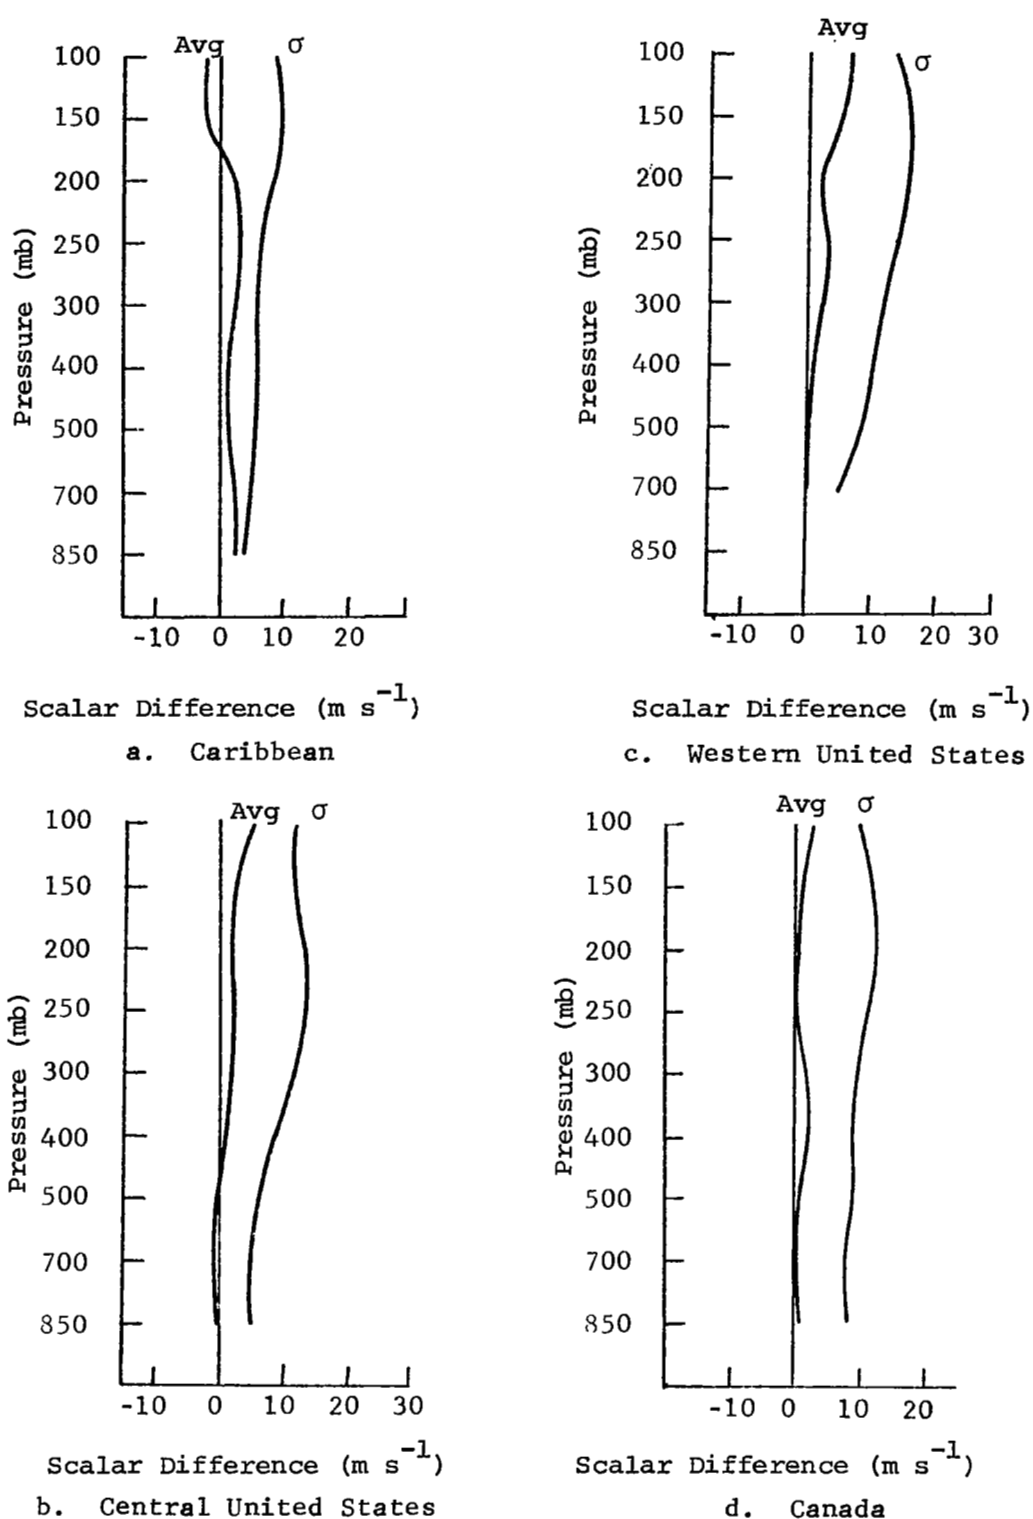 Avg σ
100
150
200
250
300
400
500
700
850
Pressure (mb)
-10 0 10 20
Scalar Difference (m s⁻¹)
a. Caribbean
Avg
σ
100
150
200
250
300
400
500
700
850
Pressure (mb)
-10 0 10 20 30
Scalar Difference (m s⁻¹)
c. Western United States
Avg σ
100
150
200
250
300
400
500
700
850
Pressure (mb)
-10 0 10 20 30
Scalar Difference (m s⁻¹)
b. Central United States
Avg σ
100
150
200
250
300
400
500
700
850
Pressure (mb)
-10 0 10 20
Scalar Difference (m s⁻¹)
d. Canada